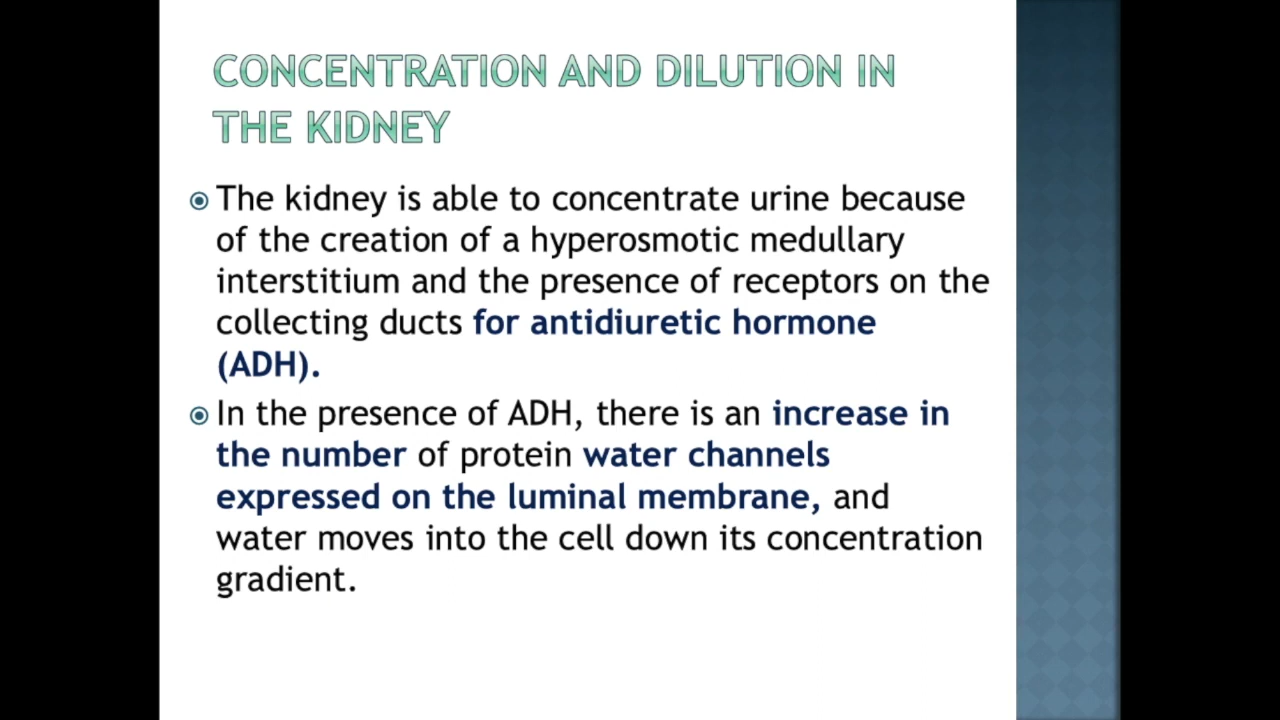 CONCENTRATION AND DILUTION IN
THE KIDNEY
The kidney is able to concentrate urine because
of the creation of a hyperosmotic medullary
interstitium and the presence of receptors on the
collecting ducts for antidiuretic hormone
(ADH).
In the presence of ADH, there is an increase in
the number of protein water channels
expressed on the luminal membrane, and
water moves into the cell down its concentration
gradient.